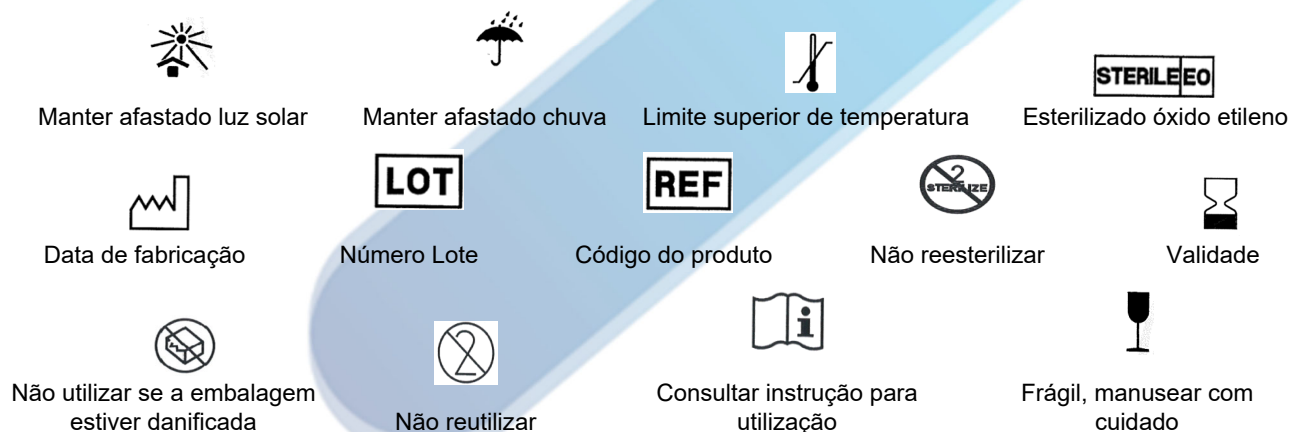 STERILE EO
Manter afastado luz solar
Manter afastado chuva
Limite superior de temperatura
Esterilizado óxido etileno
LOT
REF
2
STERILIZE
Data de fabricação
Número Lote
Código do produto
Não reesterilizar
Validade
i
2
Não utilizar se a embalagem
estiver danificada
Não reutilizar
Consultar instrução para
utilização
Frágil, manusear com
cuidado